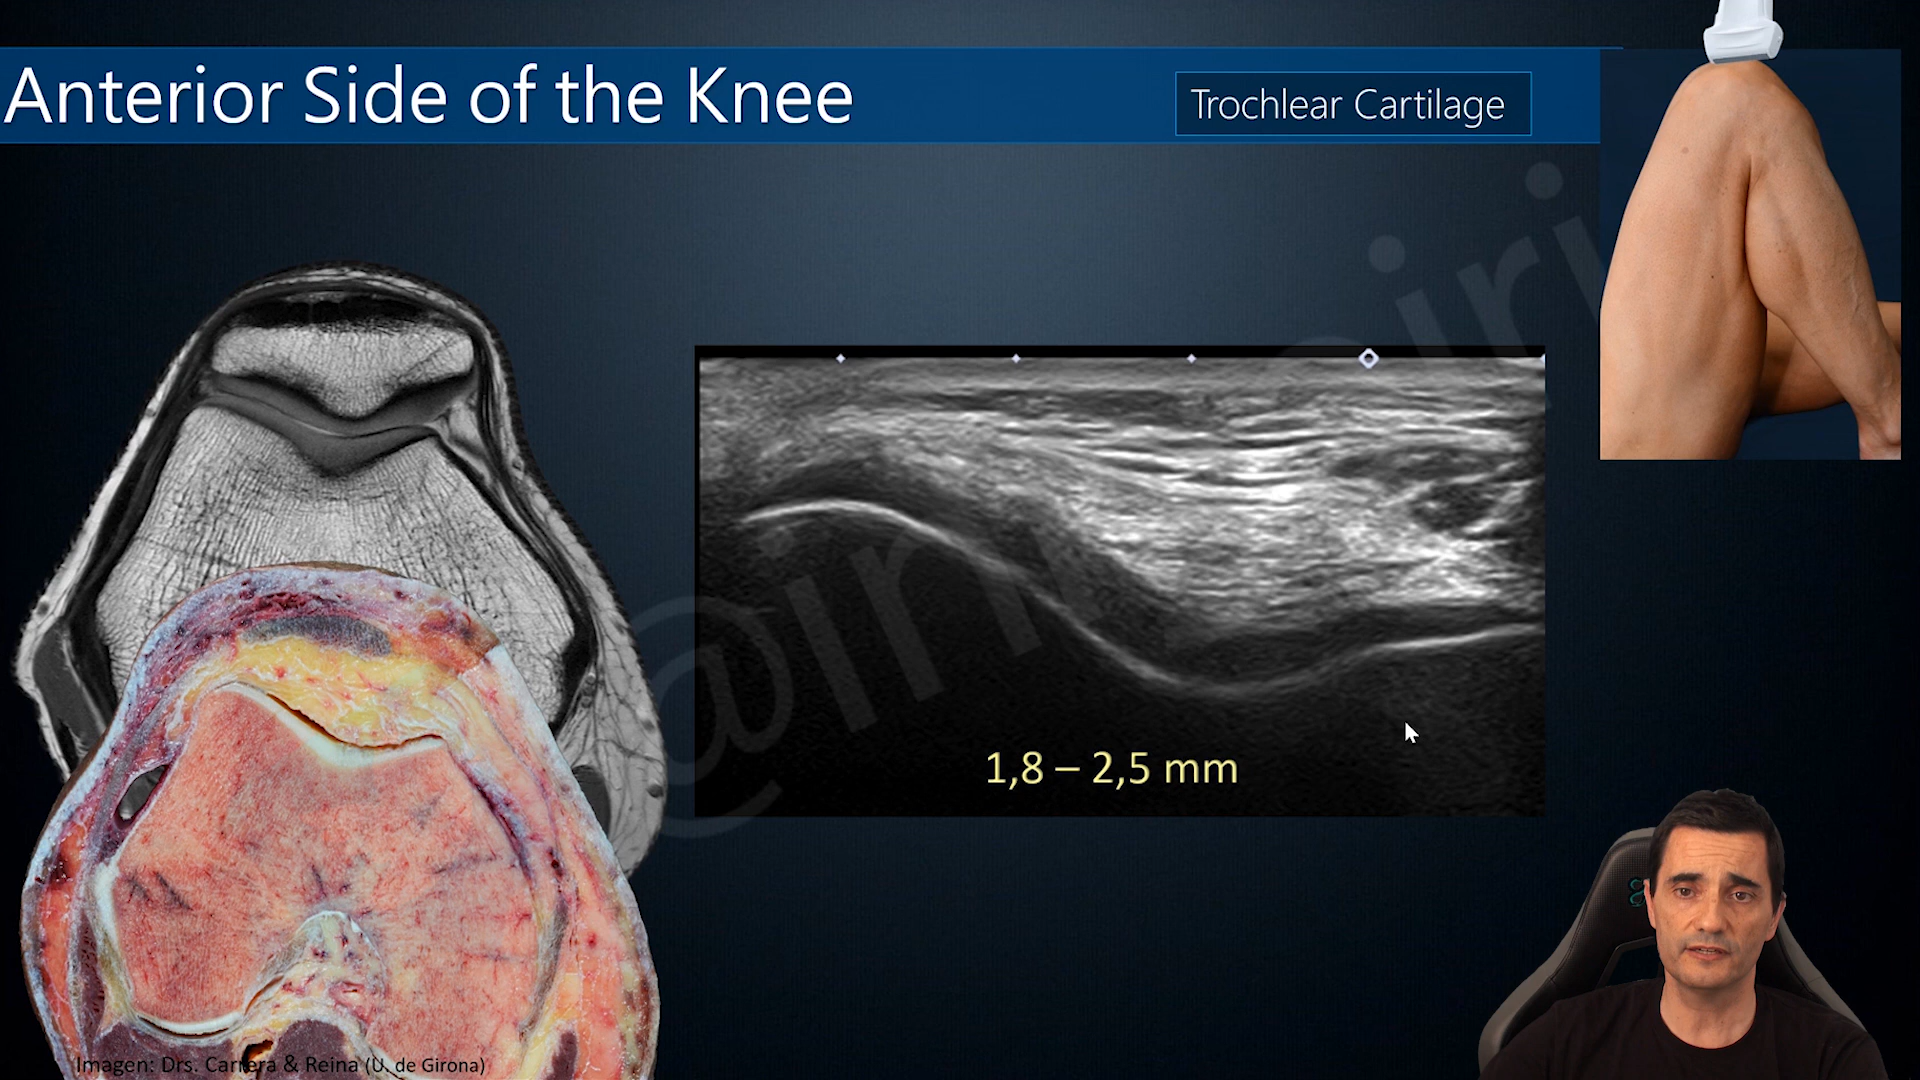 Anterior Side of the Knee
Trochlear Cartilage
1,8 – 2,5 mm
Imagen: Drs. Carrera & Reina (U. de Girona)